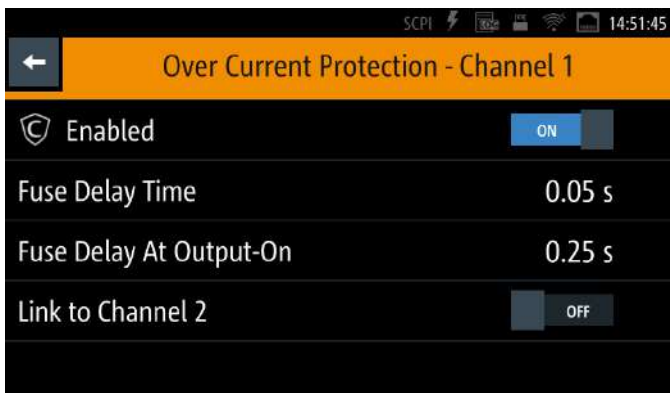 SCPI 14:51:45
Over Current Protection - Channel 1
Enabled ON
Fuse Delay Time 0.05 s
Fuse Delay At Output-On 0.25 s
Link to Channel 2 OFF